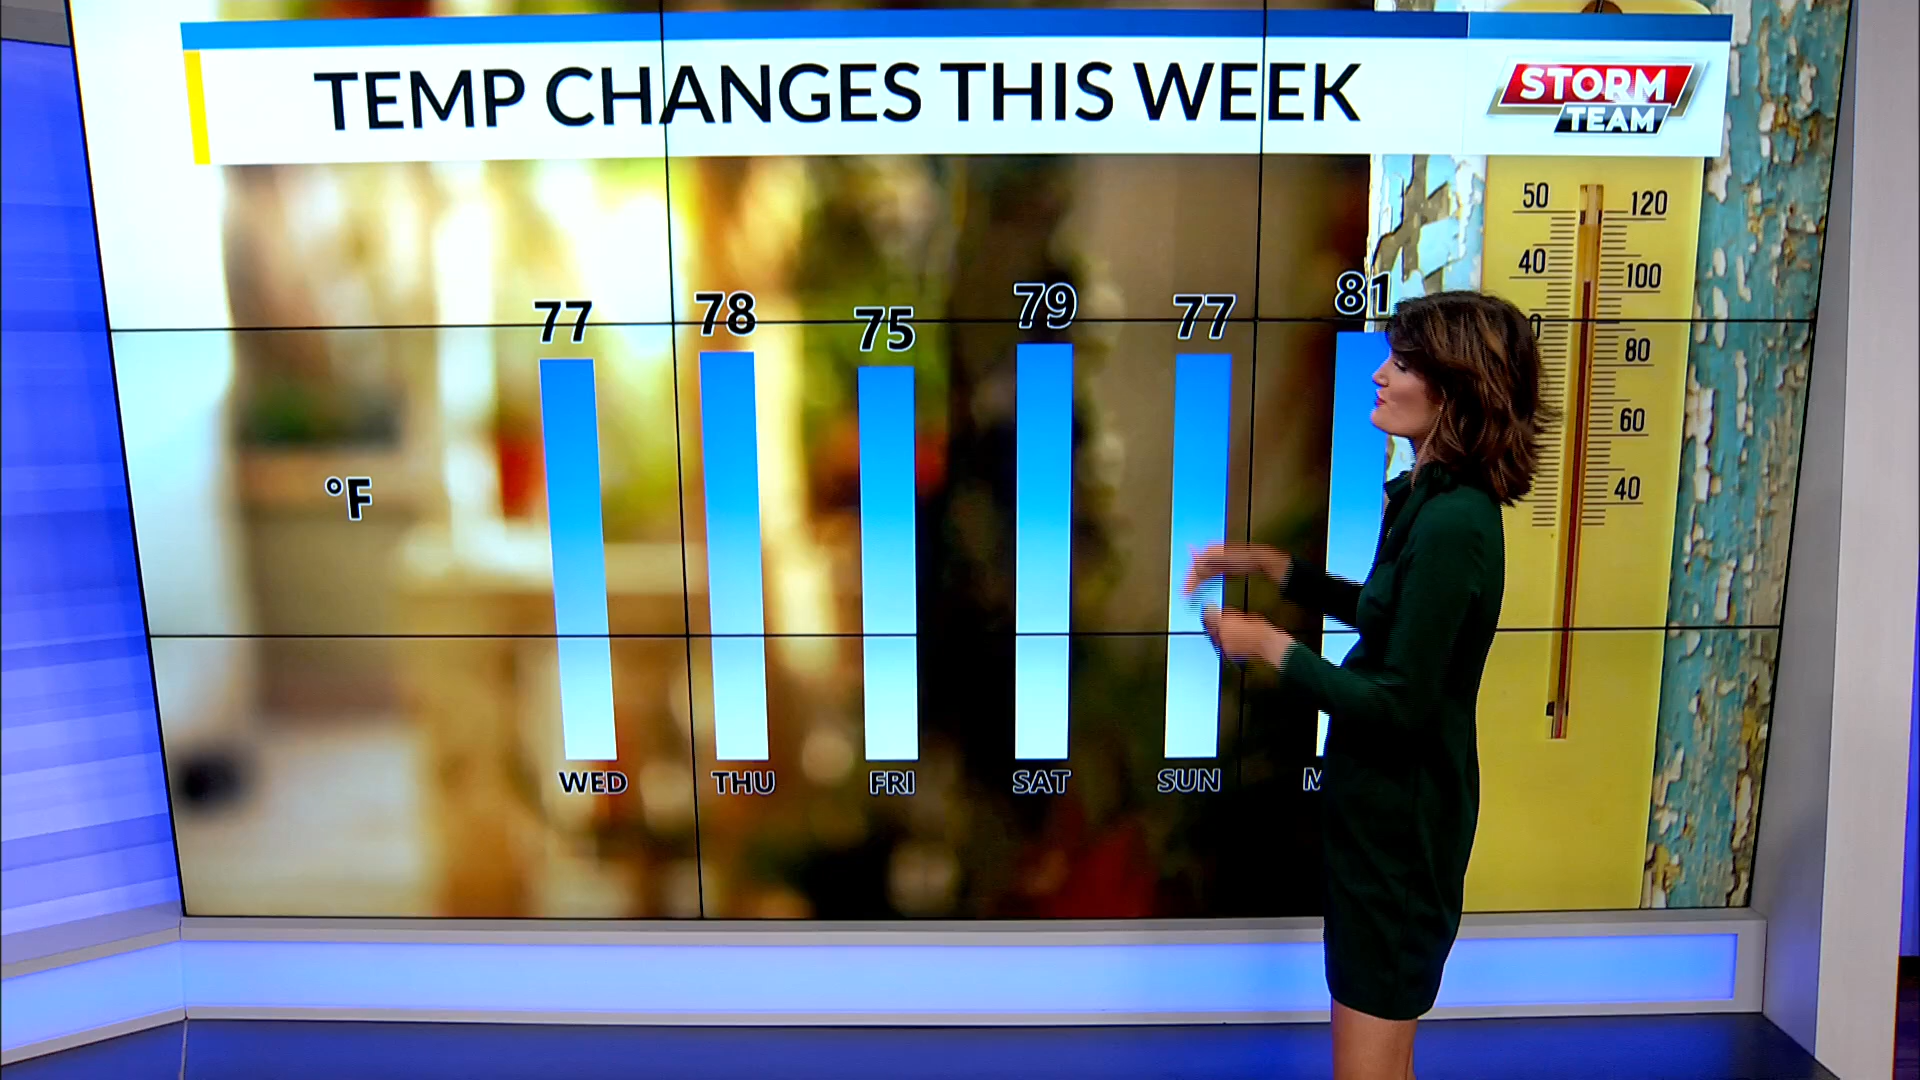 TEMP CHANGES THIS WEEK
STORM
TEAM
50 120
40 100
80
60
40
77 78 75 79 77 81
°F
WED THU FRI SAT SUN